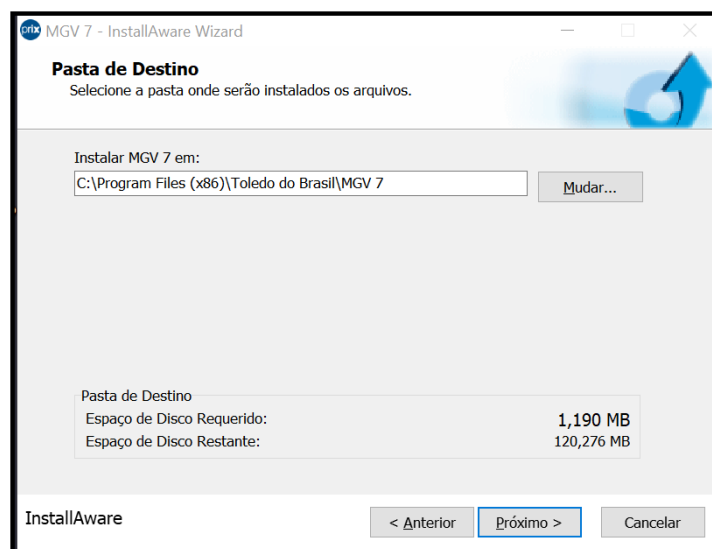 prix MGV 7 - InstallAware Wizard
Pasta de Destino
Selecione a pasta onde serão instalados os arquivos.
Instalar MGV 7 em:
C:\Program Files (x86)\Toledo do Brasil\MGV 7
Mudar...
Pasta de Destino
Espaço de Disco Requerido: 1,190 MB
Espaço de Disco Restante: 120,276 MB
InstallAware
< Anterior Próximo > Cancelar